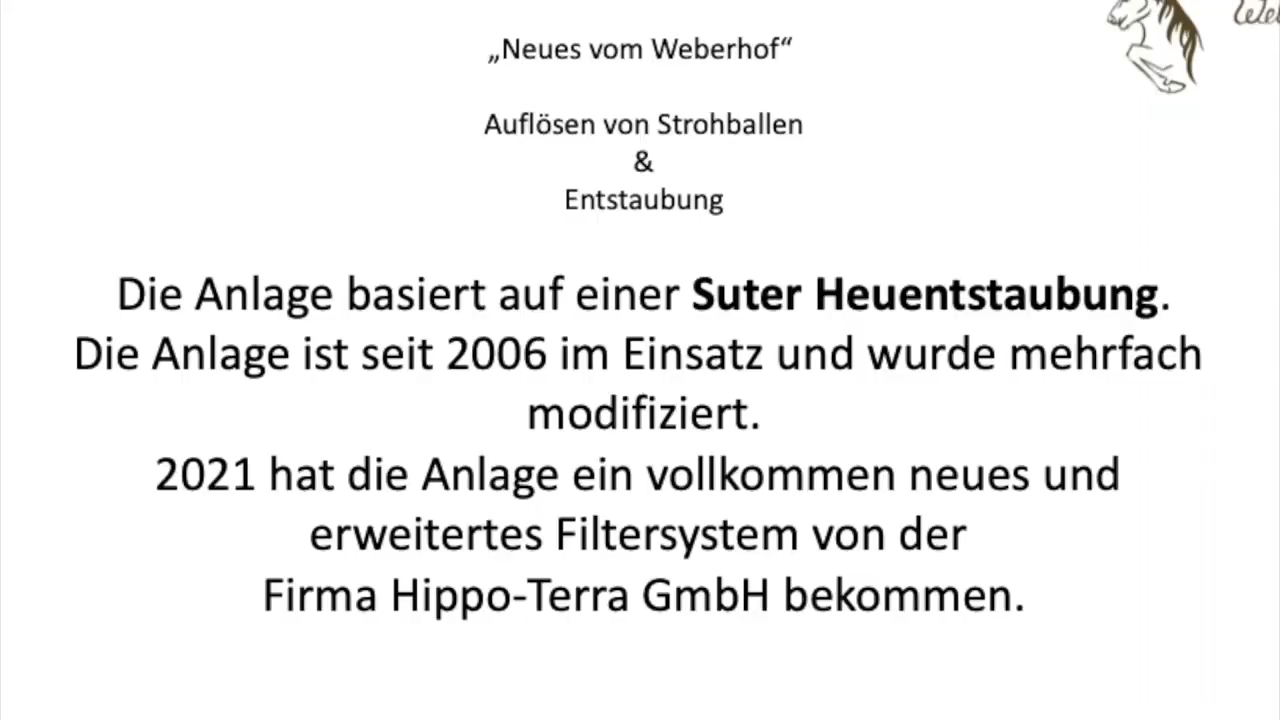 „Neues vom Weberhof“
Auflösen von Strohballen
&
Entstaubung
Die Anlage basiert auf einer Suter Heuentstaubung.
Die Anlage ist seit 2006 im Einsatz und wurde mehrfach
modifiziert.
2021 hat die Anlage ein vollkommen neues und
erweitertes Filtersystem von der
Firma Hippo-Terra GmbH bekommen.